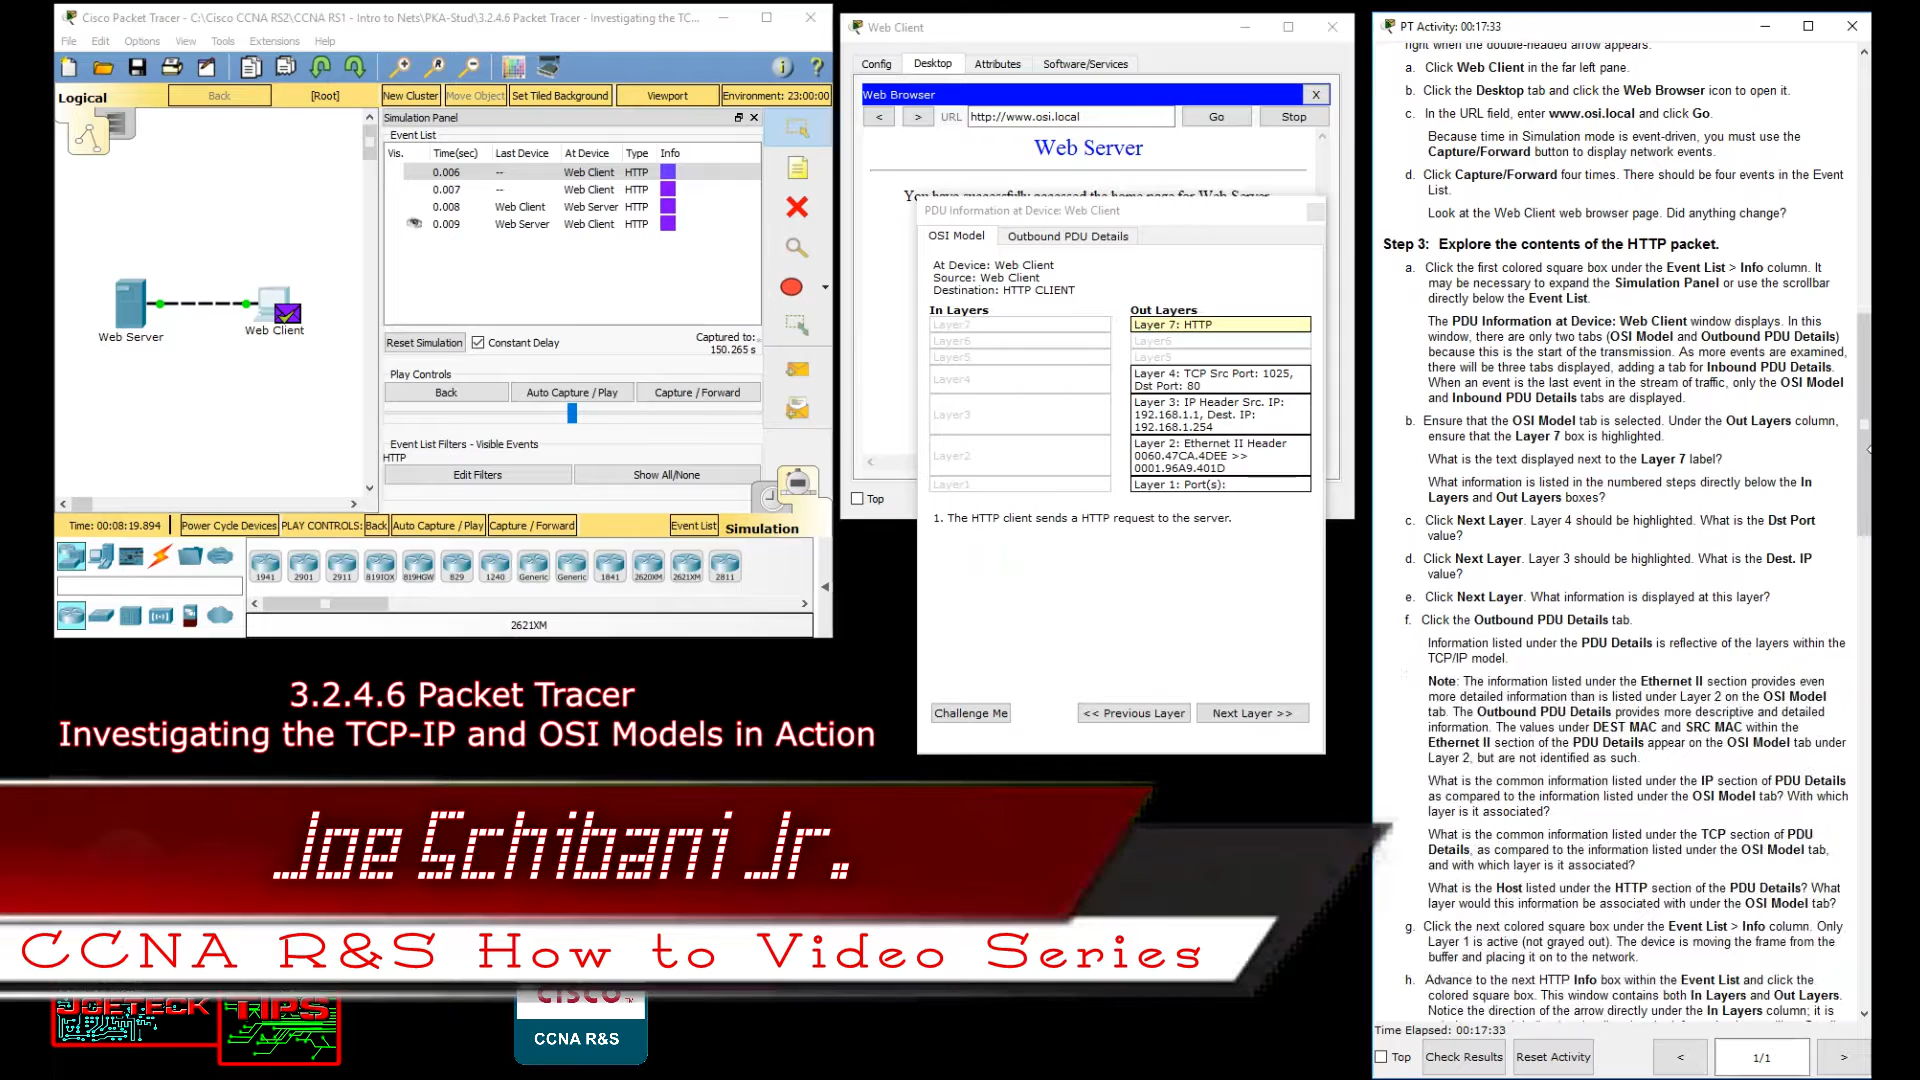 Cisco Packet Tracer - C:\Cisco CCNA RS2\CCNA RS1 - Intro to Nets\PKA-Stud\3.2.4.6 Packet Tracer - Investigating the TC...
File Edit Options View Tools Extensions Help
Logical Back [Root] New Cluster Move Object Set Tiled Background Viewport Environment: 23:00:00
Simulation Panel
Event List
Vis. Time(sec) Last Device At Device Type Info
0.006 -- Web Client HTTP
0.007 -- Web Client HTTP
0.008 Web Client Web Server HTTP
0.009 Web Server Web Client HTTP
Web Server
Web Client
Reset Simulation Constant Delay
Captured to:
150.265 s
Play Controls
Back Auto Capture / Play Capture / Forward
Event List Filters - Visible Events
HTTP
Edit Filters Show All/None
Time: 00:08:19.894 Power Cycle Devices PLAY CONTROLS: Back Auto Capture / Play Capture / Forward Event List Simulation
1941 2901 2911 819IOX 819HGW 829 1240 Generic Generic 1841 2620XM 2621XM 2811
2621XM
Web Client
Config Desktop Attributes Software/Services
Web Browser X
< > URL http://www.osi.local Go Stop
Web Server
You have successfully accessed the home page for Web Server
Top
PDU Information at Device: Web Client
OSI Model Outbound PDU Details
At Device: Web Client
Source: Web Client
Destination: HTTP CLIENT
In Layers Out Layers
Layer7 Layer 7: HTTP
Layer6 Layer6
Layer5 Layer5
Layer4 Layer 4: TCP Src Port: 1025,
Dst Port: 80
Layer3 Layer 3: IP Header Src. IP:
192.168.1.1, Dest. IP:
192.168.1.254
Layer2 Layer 2: Ethernet II Header
0060.47CA.4DEE >>
0001.96A9.401D
Layer1 Layer 1: Port(s):
1. The HTTP client sends a HTTP request to the server.
Challenge Me << Previous Layer Next Layer >>
PT Activity: 00:17:33
right when the double-headed arrow appears.
a. Click Web Client in the far left pane.
b. Click the Desktop tab and click the Web Browser icon to open it.
c. In the URL field, enter www.osi.local and click Go.
Because time in Simulation mode is event-driven, you must use the
Capture/Forward button to display network events.
d. Click Capture/Forward four times. There should be four events in the Event
List.
Look at the Web Client web browser page. Did anything change?
Step 3: Explore the contents of the HTTP packet.
a. Click the first colored square box under the Event List > Info column. It
may be necessary to expand the Simulation Panel or use the scrollbar
directly below the Event List.
The PDU Information at Device: Web Client window displays. In this
window, there are only two tabs (OSI Model and Outbound PDU Details)
because this is the start of the transmission. As more events are examined,
there will be three tabs displayed, adding a tab for Inbound PDU Details.
When an event is the last event in the stream of traffic, only the OSI Model
and Inbound PDU Details tabs are displayed.
b. Ensure that the OSI Model tab is selected. Under the Out Layers column,
ensure that the Layer 7 box is highlighted.
What is the text displayed next to the Layer 7 label?
What information is listed in the numbered steps directly below the In
Layers and Out Layers boxes?
c. Click Next Layer. Layer 4 should be highlighted. What is the Dst Port
value?
d. Click Next Layer. Layer 3 should be highlighted. What is the Dest. IP
value?
e. Click Next Layer. What information is displayed at this layer?
f. Click the Outbound PDU Details tab.
Information listed under the PDU Details is reflective of the layers within the
TCP/IP model.
Note: The information listed under the Ethernet II section provides even
more detailed information than is listed under Layer 2 on the OSI Model
tab. The Outbound PDU Details provides more descriptive and detailed
information. The values under DEST MAC and SRC MAC within the
Ethernet II section of the PDU Details appear on the OSI Model tab under
Layer 2, but are not identified as such.
What is the common information listed under the IP section of PDU Details
as compared to the information listed under the OSI Model tab? With which
layer is it associated?
What is the common information listed under the TCP section of PDU
Details, as compared to the information listed under the OSI Model tab,
and with which layer is it associated?
What is the Host listed under the HTTP section of the PDU Details? What
layer would this information be associated with under the OSI Model tab?
g. Click the next colored square box under the Event List > Info column. Only
Layer 1 is active (not grayed out). The device is moving the frame from the
buffer and placing it on to the network.
h. Advance to the next HTTP Info box within the Event List and click the
colored square box. This window contains both In Layers and Out Layers.
Notice the direction of the arrow directly under the In Layers column; it is
Time Elapsed: 00:17:33
Top Check Results Reset Activity < 1/1 >
3.2.4.6 Packet Tracer
Investigating the TCP-IP and OSI Models in Action
Joe Schibani Jr.
CCNA R&S How to Video Series
JOETECK TIPS
CISCO™
CCNA R&S